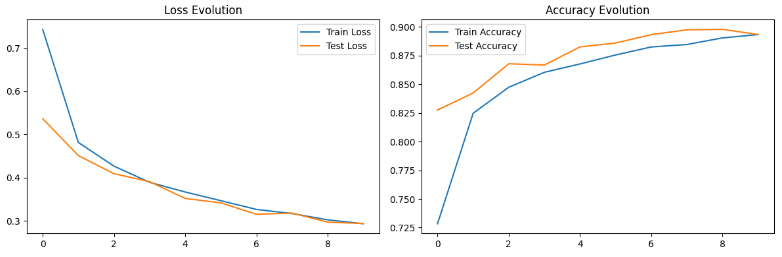 Loss Evolution
Train Loss
Test Loss
0.7
0.6
0.5
0.4
0.3
0 2 4 6 8
Accuracy Evolution
Train Accuracy
Test Accuracy
0.900
0.875
0.850
0.825
0.800
0.775
0.750
0.725
0 2 4 6 8